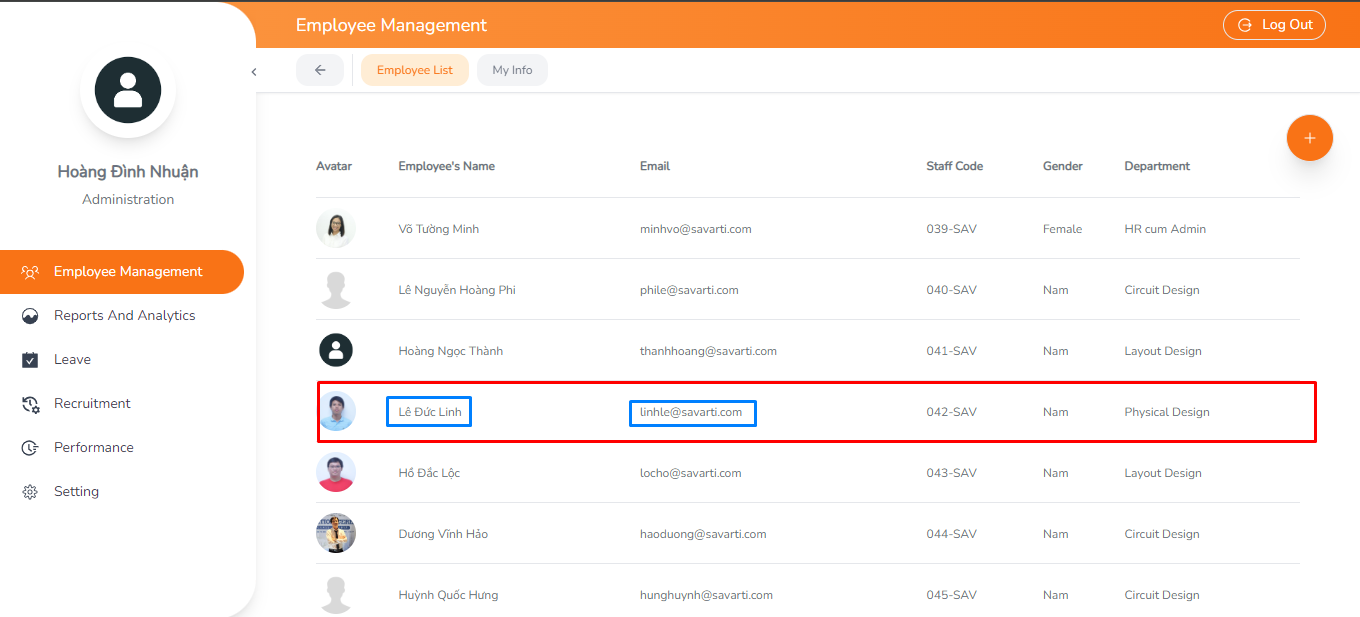 Employee Management
Log Out
Employee List
My Info
Hoàng Đình Nhuận
Administration
Employee Management
Reports And Analytics
Leave
Recruitment
Performance
Setting
Avatar Employee's Name Email Staff Code Gender Department
Võ Tường Minh minhvo@savarti.com 039-SAV Female HR cum Admin
Lê Nguyễn Hoàng Phi phile@savarti.com 040-SAV Nam Circuit Design
Hoàng Ngọc Thành thanhhoang@savarti.com 041-SAV Nam Layout Design
Lê Đức Linh linhle@savarti.com 042-SAV Nam Physical Design
Hồ Đắc Lộc locho@savarti.com 043-SAV Nam Layout Design
Dương Vĩnh Hảo haoduong@savarti.com 044-SAV Nam Circuit Design
Huỳnh Quốc Hưng hunghuynh@savarti.com 045-SAV Nam Circuit Design